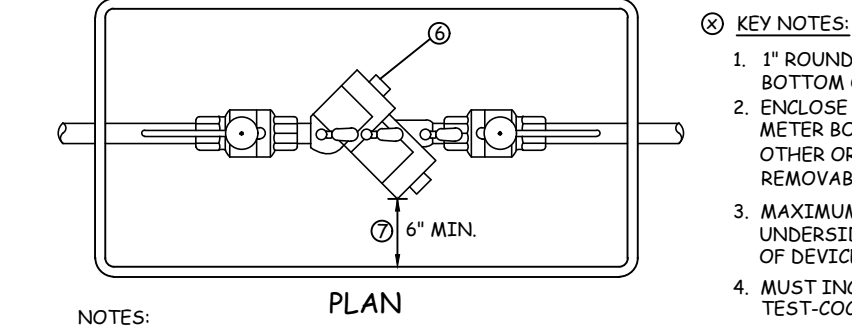 6
7 6" MIN.
PLAN
NOTES:
X KEY NOTES:
1. 1" ROUND
BOTTOM
2. ENCLOSE
METER BO
OTHER OR
REMOVAB
3. MAXIMUM
UNDERSID
OF DEVIC
4. MUST INC
TEST-COC